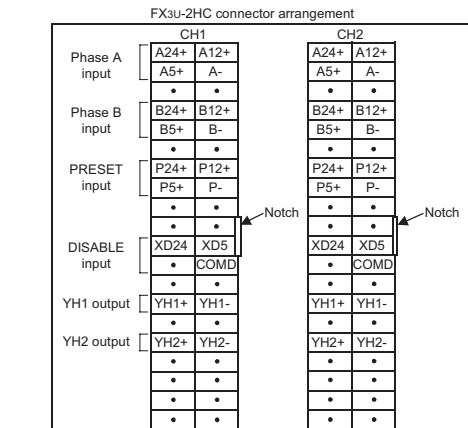 FX3U-2HC connector arrangement
CH1 CH2
Phase A input A24+ A12+ A24+ A12+
A5+ A- A5+ A-
• • • •
Phase B input B24+ B12+ B24+ B12+
B5+ B- B5+ B-
• • • •
PRESET input P24+ P12+ P24+ P12+
P5+ P- P5+ P-
• • • •
Notch Notch
• • • •
DISABLE input XD24 XD5 XD24 XD5
• COMD • COMD
• • • •
YH1 output YH1+ YH1- YH1+ YH1-
• • • •
YH2 output YH2+ YH2- YH2+ YH2-
• • • •
• • • •
• • • •
• • • •